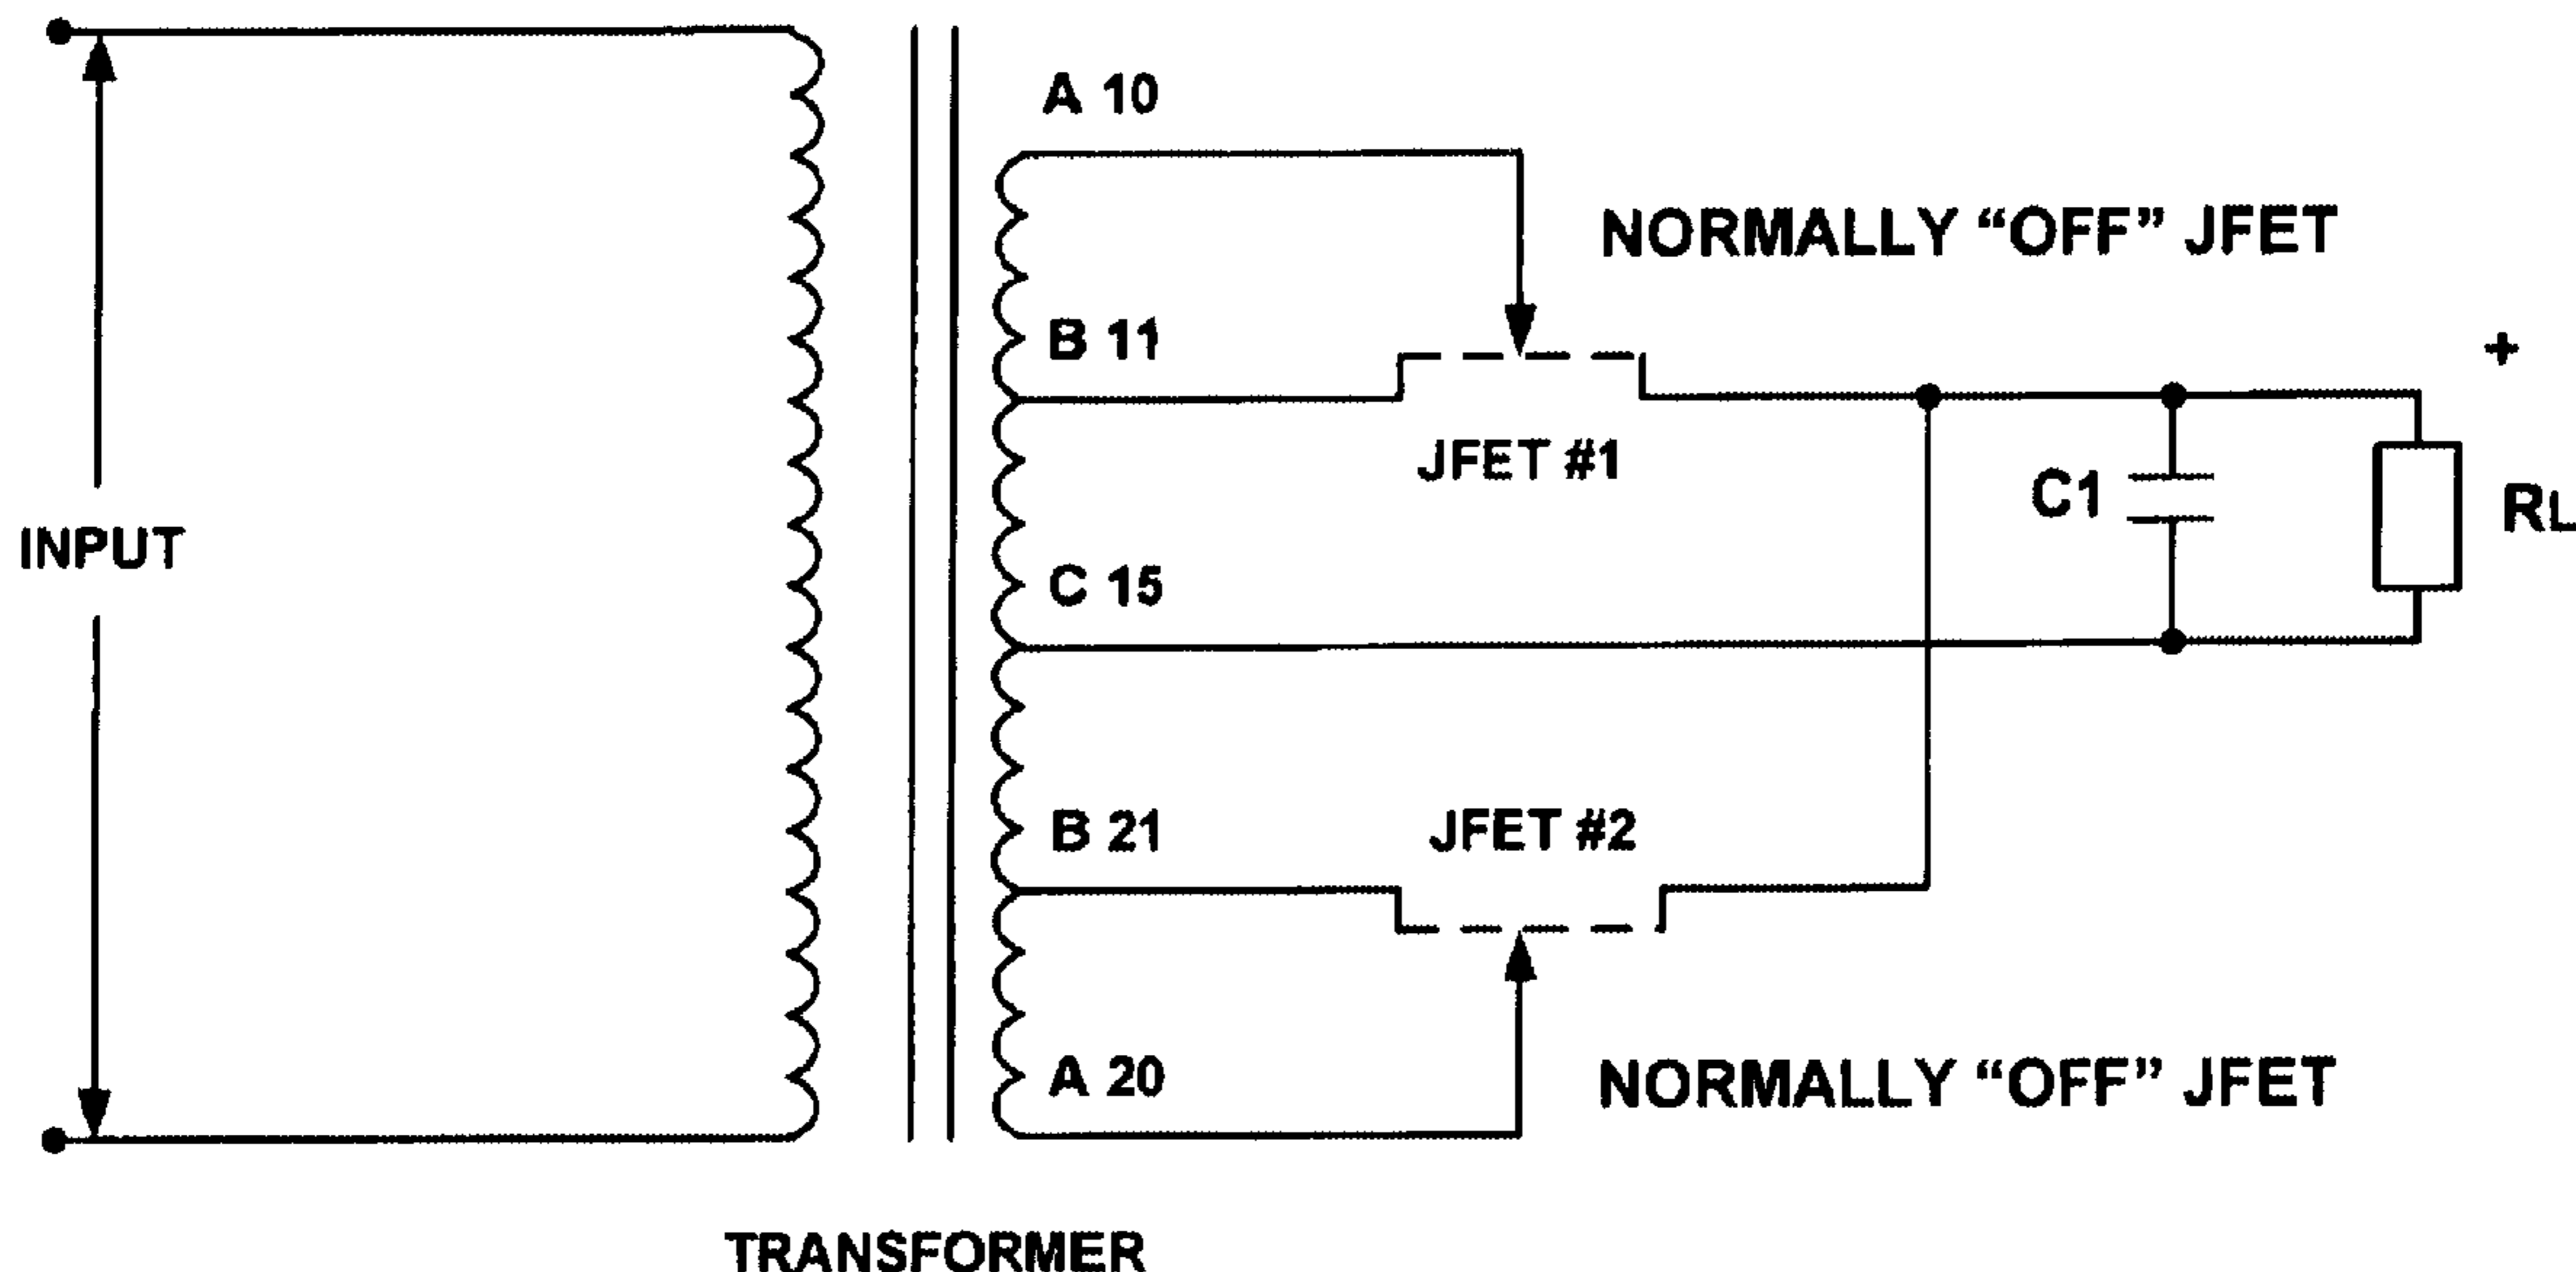 A 10
NORMALLY “OFF” JFET
B 11
+
JFET #1
C1
RL
INPUT
C 15
B 21
JFET #2
A 20
NORMALLY “OFF” JFET
TRANSFORMER